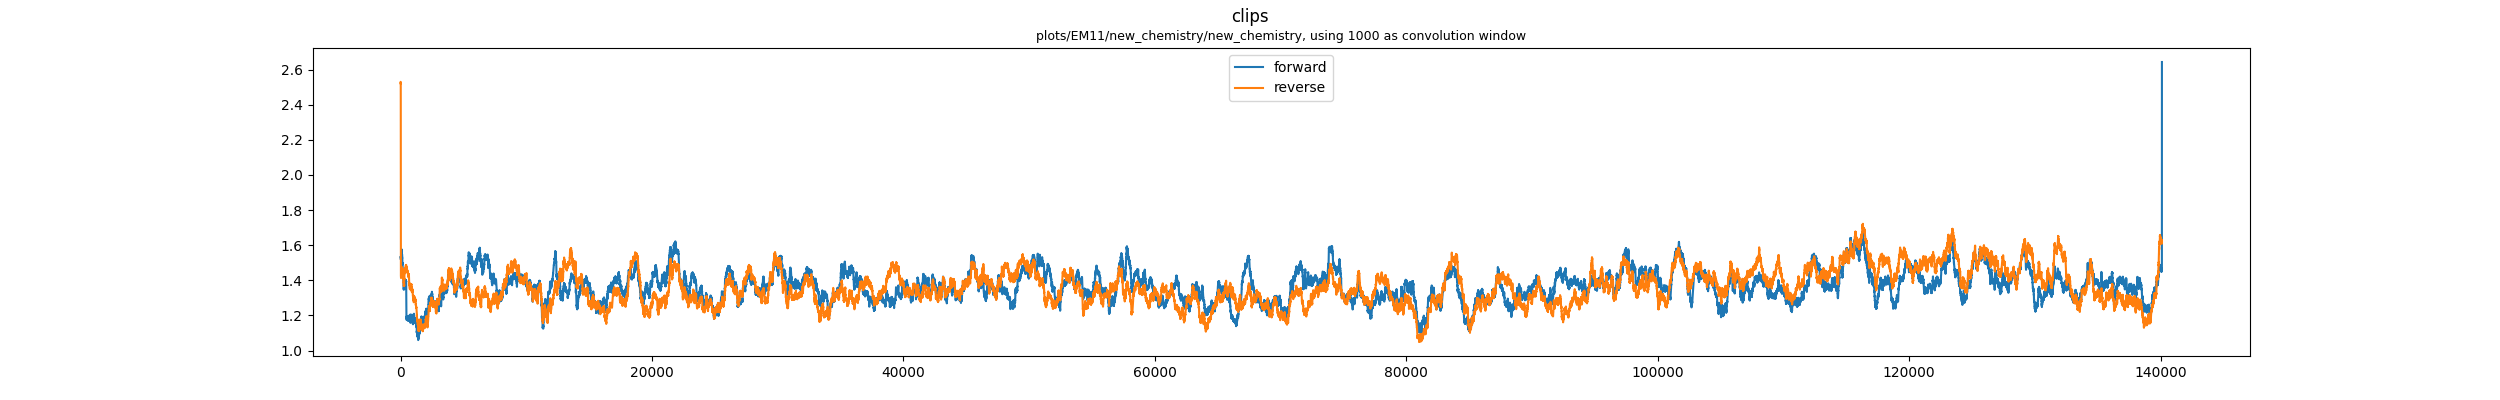 clips
plots/EM11/new_chemistry/new_chemistry, using 1000 as convolution window
forward
reverse
2.6
2.4
2.2
2.0
1.8
1.6
1.4
1.2
1.0
0 20000 40000 60000 80000 100000 120000 140000